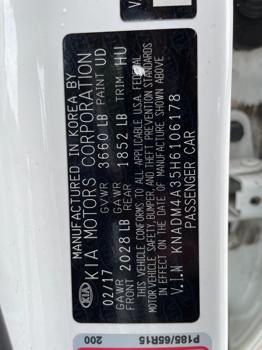 MANUFACTURED IN KOREA BY
KIA MOTORS CORPORATION
GVWR 3660 LB PAINT UD
02/17 GAWR GAWR
FRONT 2028 LB REAR 1852 LB TRIM HU
THIS VEHICLE CONFORMS TO ALL APPLICABLE U.S.A. FEDERAL
MOTOR VEHICLE SAFETY, BUMPER, AND THEFT PREVENTION STANDARDS
IN EFFECT ON THE DATE OF MANUFACTURE SHOWN ABOVE
V.I.N KNADM4A35H6106178
PASSENGER CAR
KIA
P185/65R15
200